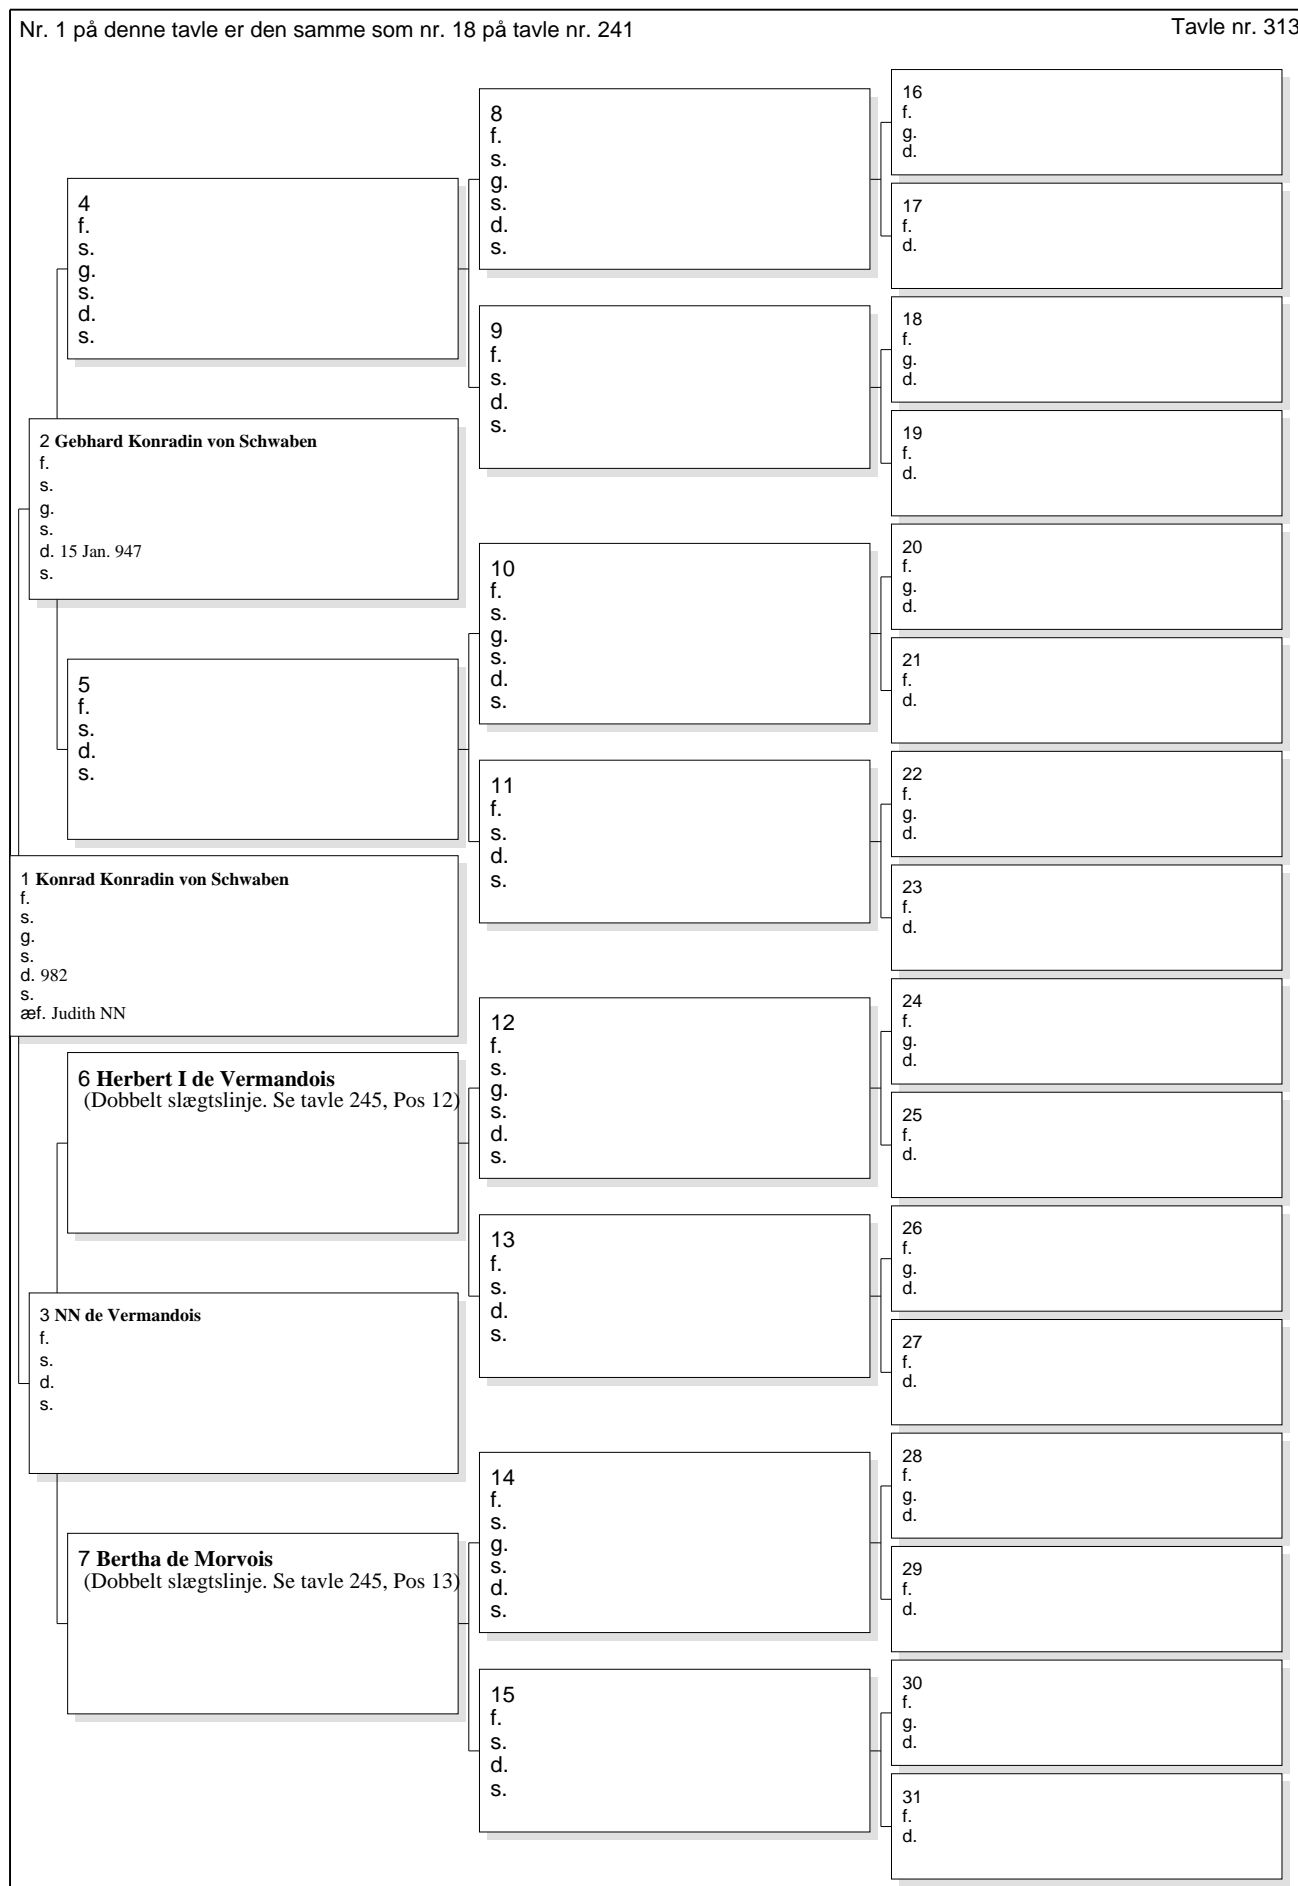 Nr. 1 på denne tavle er den samme som nr. 18 på tavle nr. 241
Tavle nr. 313
1 Konrad Konradin von Schwaben
f.
s.
g.
s.
d. 982
s.
æf. Judith NN
2 Gebhard Konradin von Schwaben
f.
s.
g.
s.
d. 15 Jan. 947
s.
3 NN de Vermandois
f.
s.
d.
s.
4
f.
s.
g.
s.
d.
s.
5
f.
s.
d.
s.
6 Herbert I de Vermandois
(Dobbelt slægtslinje. Se tavle 245, Pos 12)
7 Bertha de Morvois
(Dobbelt slægtslinje. Se tavle 245, Pos 13)
8
f.
s.
g.
s.
d.
s.
9
f.
s.
d.
s.
10
f.
s.
g.
s.
d.
s.
11
f.
s.
d.
s.
12
f.
s.
g.
s.
d.
s.
13
f.
s.
d.
s.
14
f.
s.
g.
s.
d.
s.
15
f.
s.
d.
s.
16
f.
g.
d.
17
f.
d.
18
f.
g.
d.
19
f.
d.
20
f.
g.
d.
21
f.
d.
22
f.
g.
d.
23
f.
d.
24
f.
g.
d.
25
f.
d.
26
f.
g.
d.
27
f.
d.
28
f.
g.
d.
29
f.
d.
30
f.
g.
d.
31
f.
d.